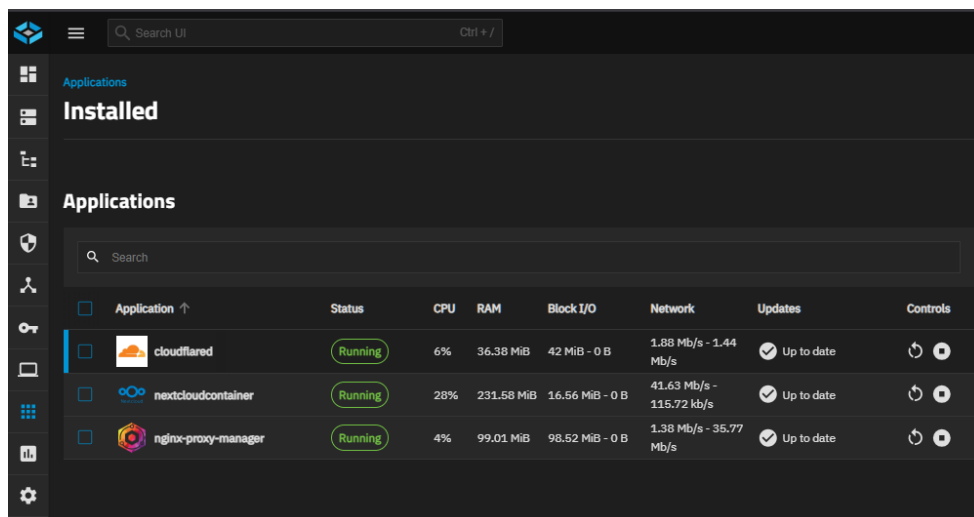 Search UI Ctrl + /
Applications
Installed
Applications
Search
Application Status CPU RAM Block I/O Network Updates Controls
cloudflared Running 6% 36.38 MiB 42 MiB - 0 B 1.88 Mb/s - 1.44 Mb/s Up to date
nextcloudcontainer Running 28% 231.58 MiB 16.56 MiB - 0 B 41.63 Mb/s - 115.72 kb/s Up to date
nginx-proxy-manager Running 4% 99.01 MiB 98.52 MiB - 0 B 1.38 Mb/s - 35.77 Mb/s Up to date